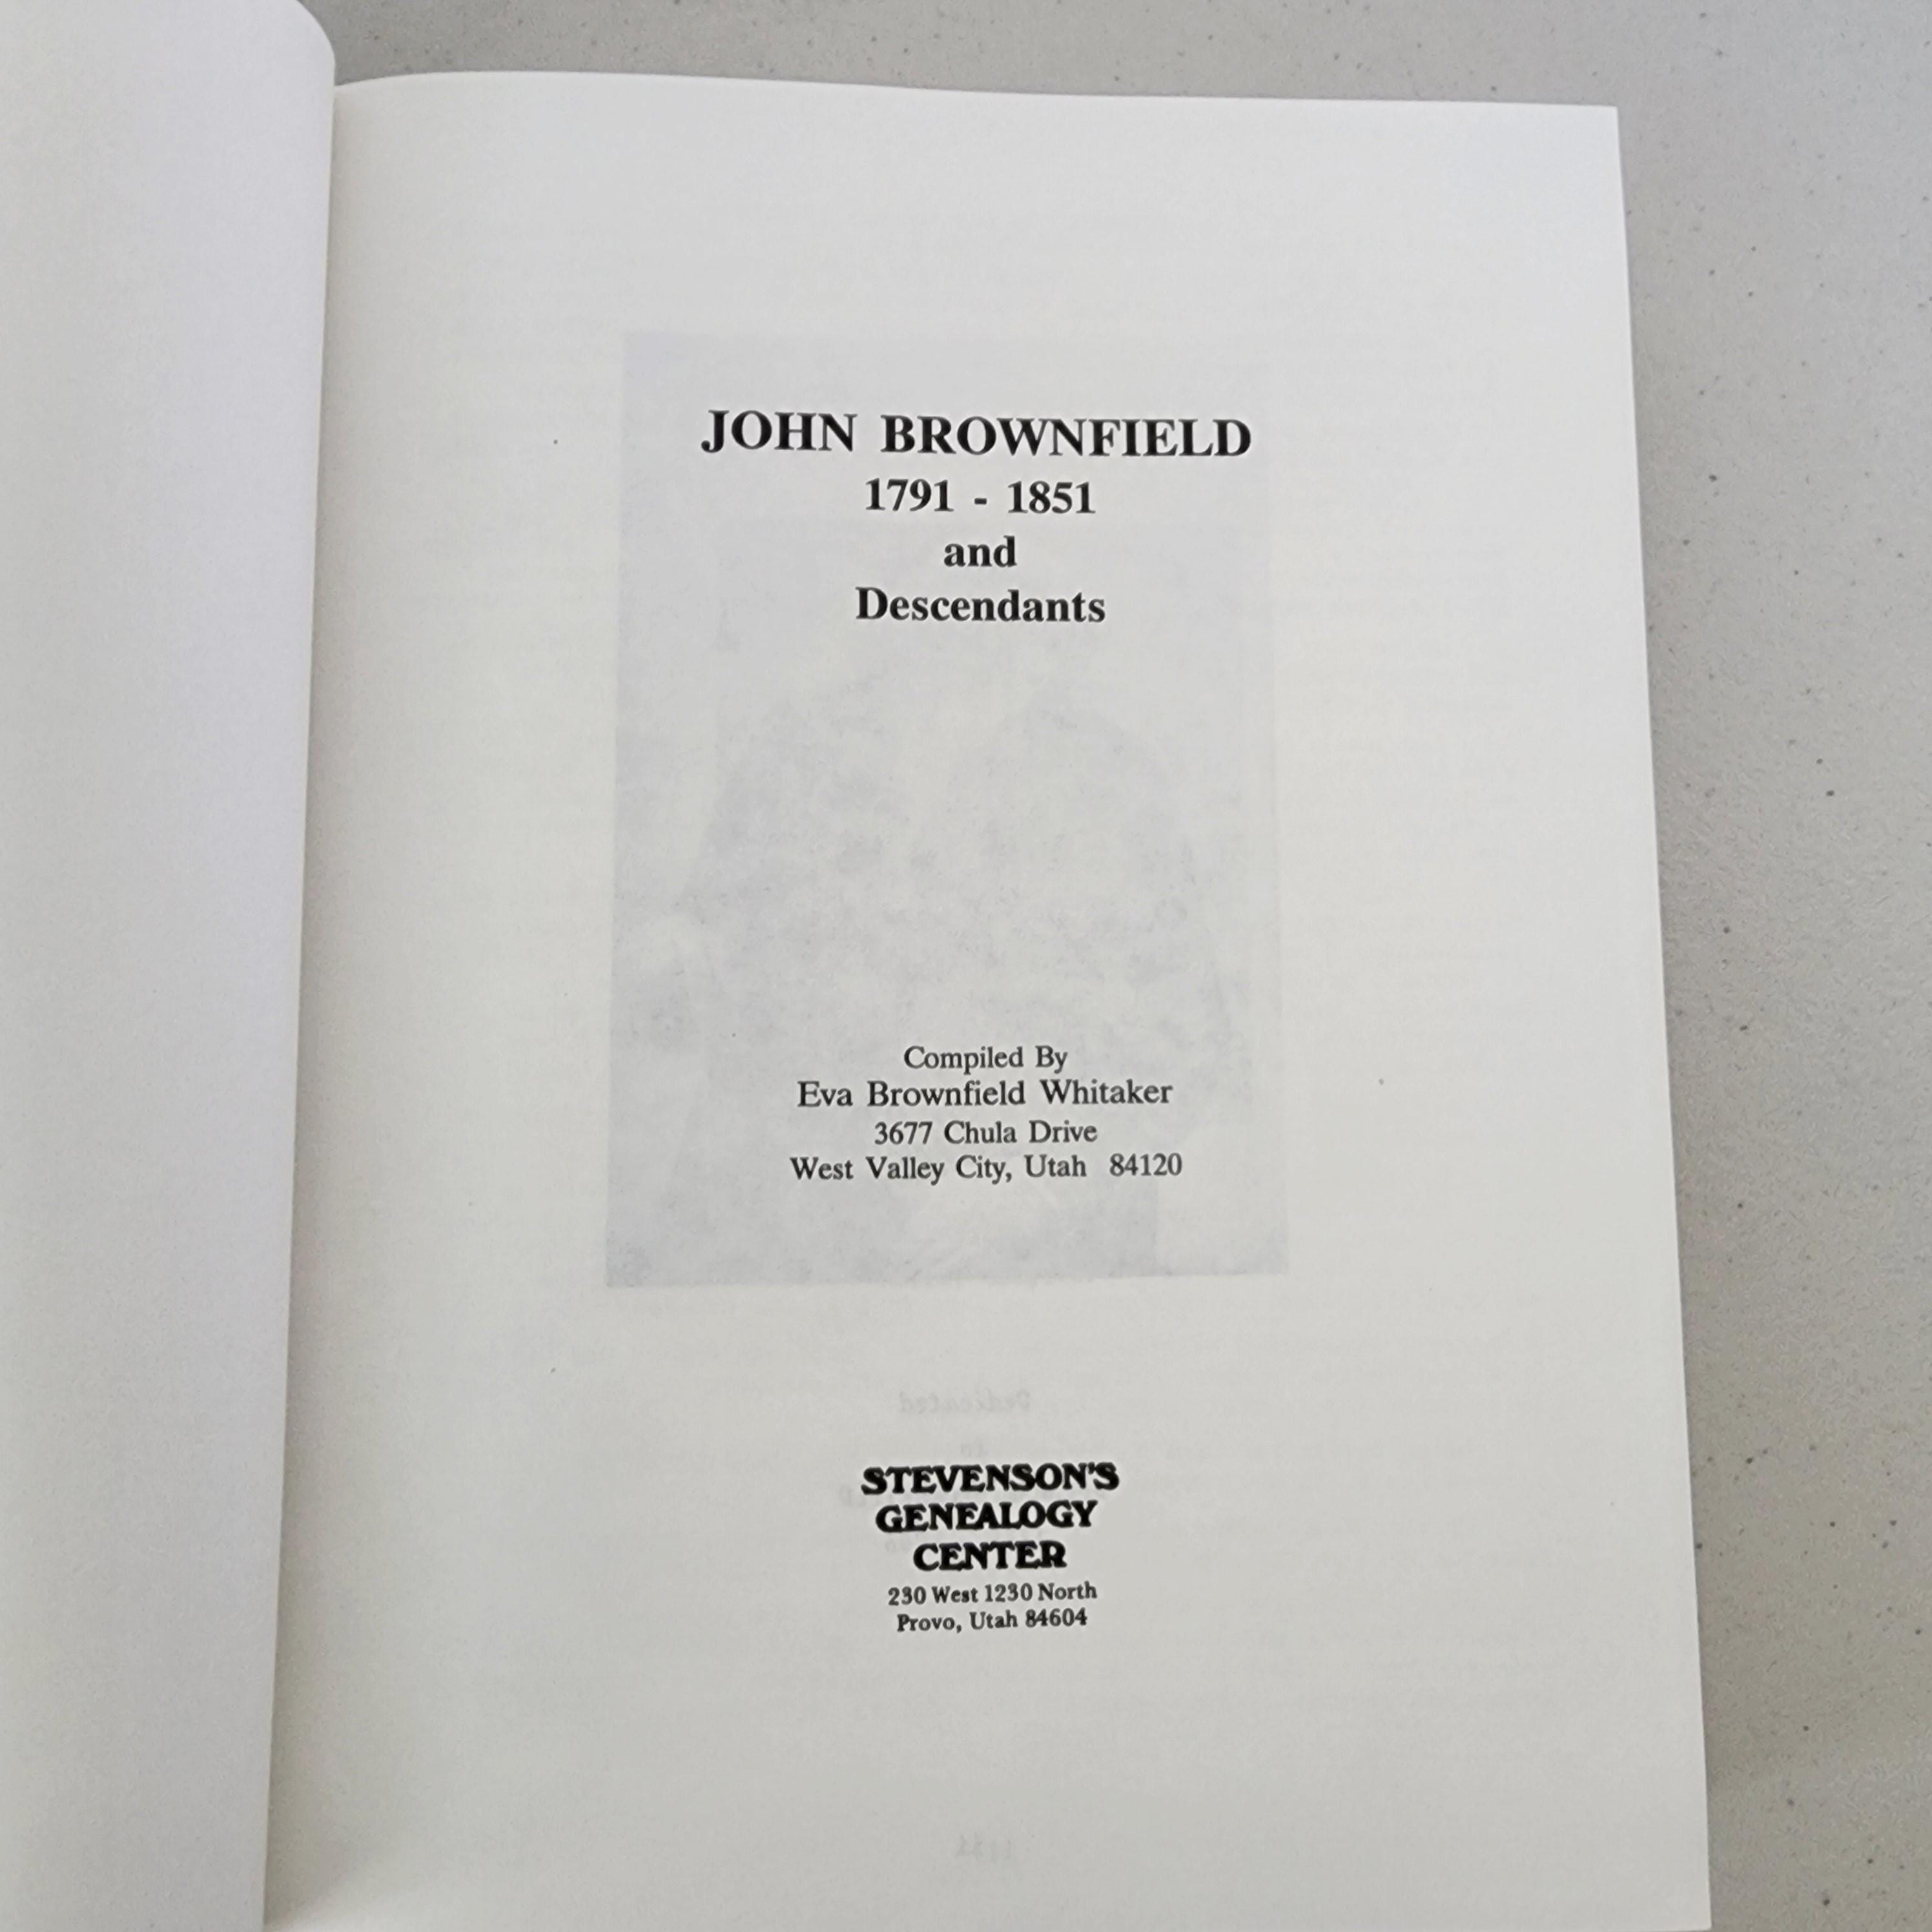 JOHN BROWNFIELD
1791 - 1851
and
Descendants
Compiled By
Eva Brownfield Whitaker
3677 Chula Drive
West Valley City, Utah 84120
Dedicated
STEVENSON'S
GENEALOGY
CENTER
230 West 1230 North
Provo, Utah 84604